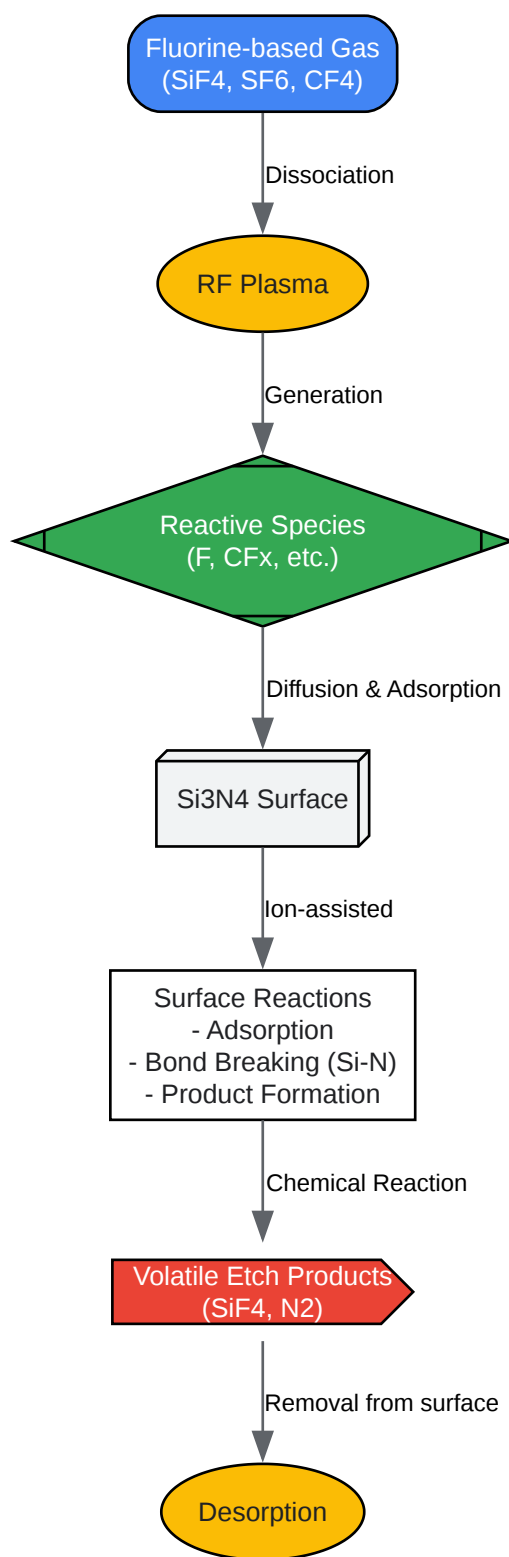 Fluorine-based Gas
(SiF4, SF6, CF4)
Dissociation
RF Plasma
Generation
Reactive Species
(F, CFx, etc.)
Diffusion & Adsorption
Si3N4 Surface
Ion-assisted
Surface Reactions
- Adsorption
- Bond Breaking (Si-N)
- Product Formation
Chemical Reaction
Volatile Etch Products
(SiF4, N2)
Removal from surface
Desorption